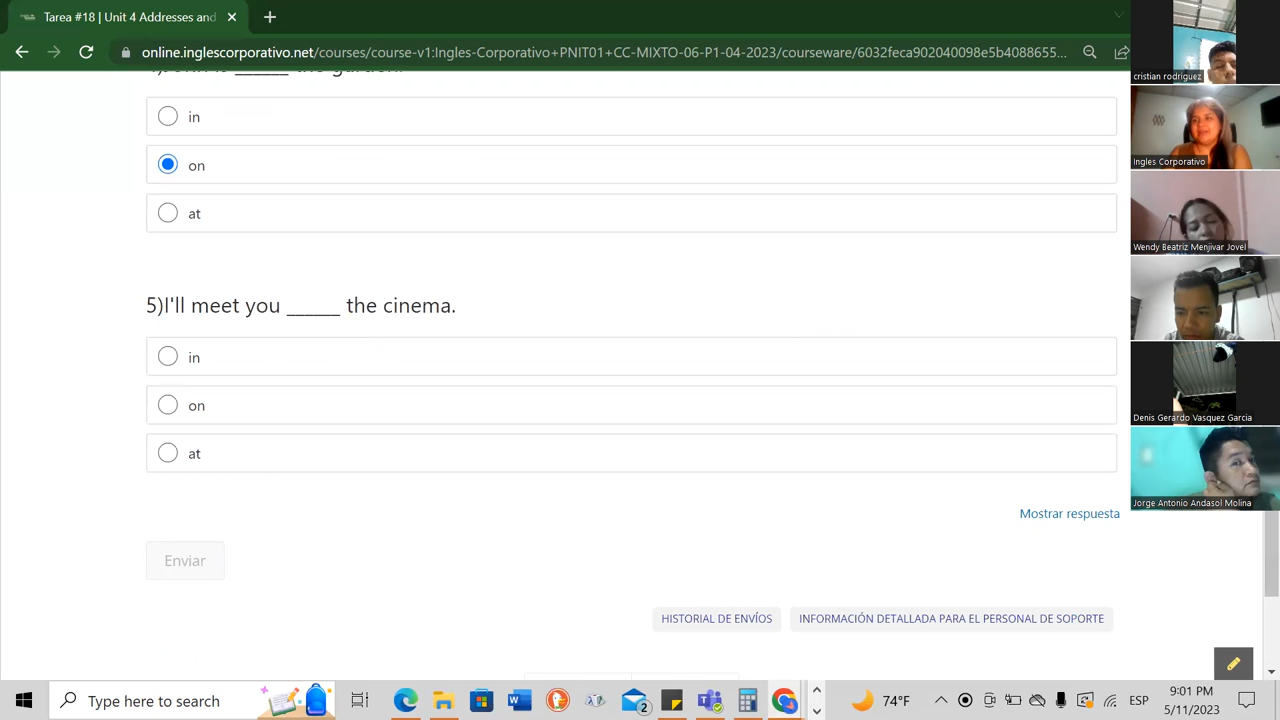 Tarea #18 | Unit 4 Addresses and
online.inglescorporativo.net/courses/course-v1:Ingles-Corporativo+PNIT01+CC-MIXTO-06-P1-04-2023/courseware/6032feca902040098e5b4088655...
in
on
at
5)I'll meet you ______ the cinema.
in
on
at
Mostrar respuesta
Enviar
HISTORIAL DE ENVÍOS
INFORMACIÓN DETALLADA PARA EL PERSONAL DE SOPORTE
cristian rodriguez
Ingles Corporativo
Wendy Beatriz Menjivar Jovel
Denis Gerardo Vasquez Garcia
Jorge Antonio Andasol Molina
Type here to search
2
74°F
ESP
9:01 PM
5/11/2023